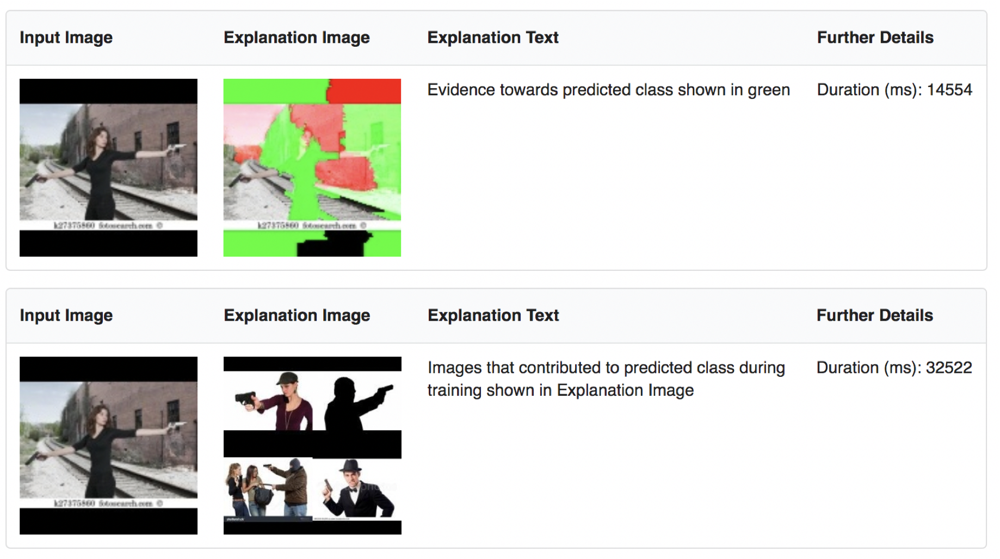 Input Image Explanation Image Explanation Text Further Details
Evidence towards predicted class shown in green Duration (ms): 14554
k27375860 fotosearch.com ©
k27375860 fotosearch.com ©
Input Image Explanation Image Explanation Text Further Details
Images that contributed to predicted class during Duration (ms): 32522
training shown in Explanation Image
k27375860 fotosearch.com ©